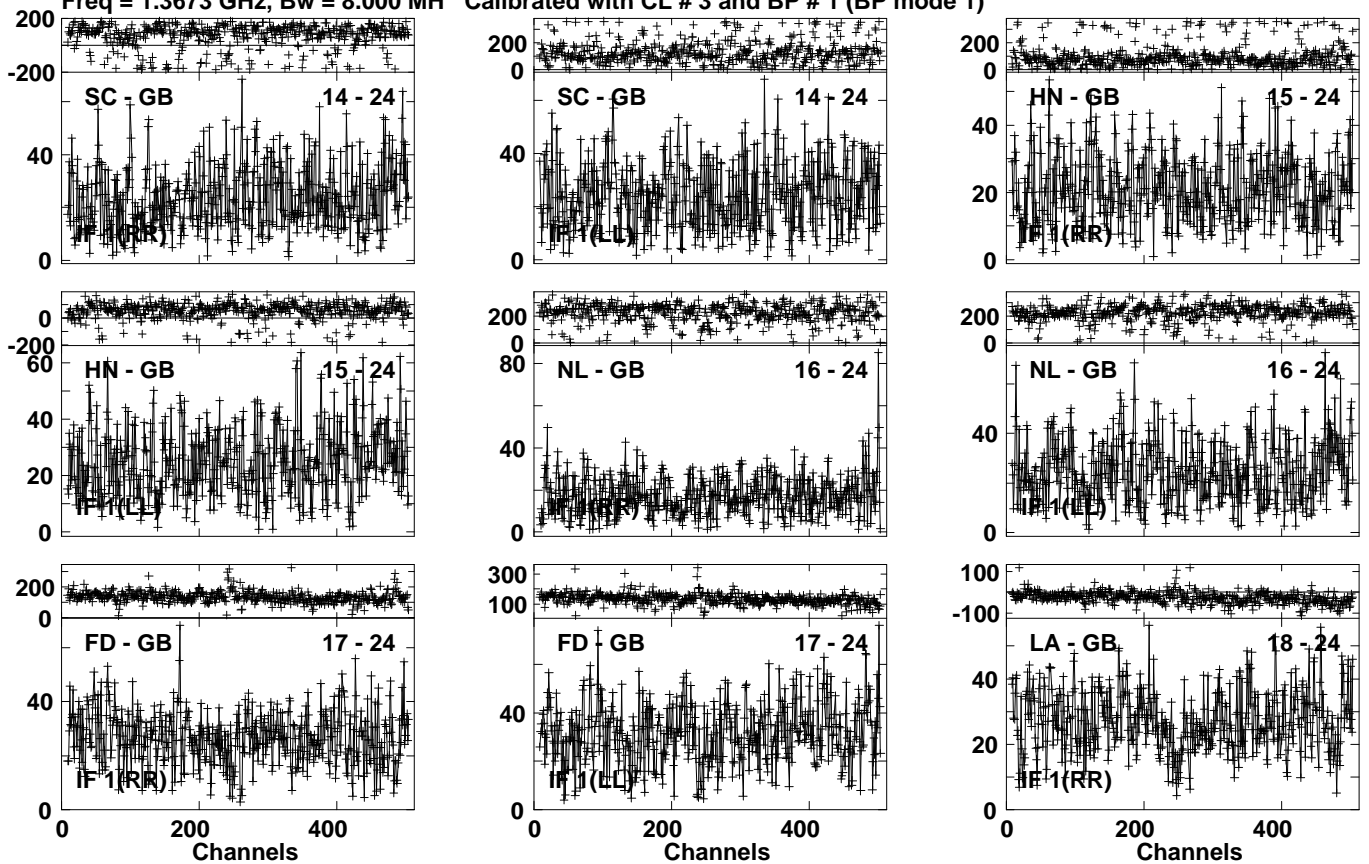 Freq = 1.3673 GHz, Bw = 8.000 MH Calibrated with CL # 3 and BP # 1 (BP mode 1)
200
-200
SC - GB 14 - 24
40
IF 1(RR)
0
200
0
SC - GB 14 - 24
40
IF 1(LL)
0
200
0
HN - GB 15 - 24
40
20
IF 1(RR)
0
0
-200
60
HN - GB 15 - 24
40
20
IF 1(LL)
0
200
0
80
NL - GB 16 - 24
40
IF 1(RR)
0
200
0
NL - GB 16 - 24
40
IF 1(LL)
0
200
0
FD - GB 17 - 24
40
IF 1(RR)
0
0 200 400
Channels
300
100
FD - GB 17 - 24
40
IF 1(LL)
0
0 200 400
Channels
100
-100
LA - GB 18 - 24
40
20
IF 1(RR)
0
0 200 400
Channels